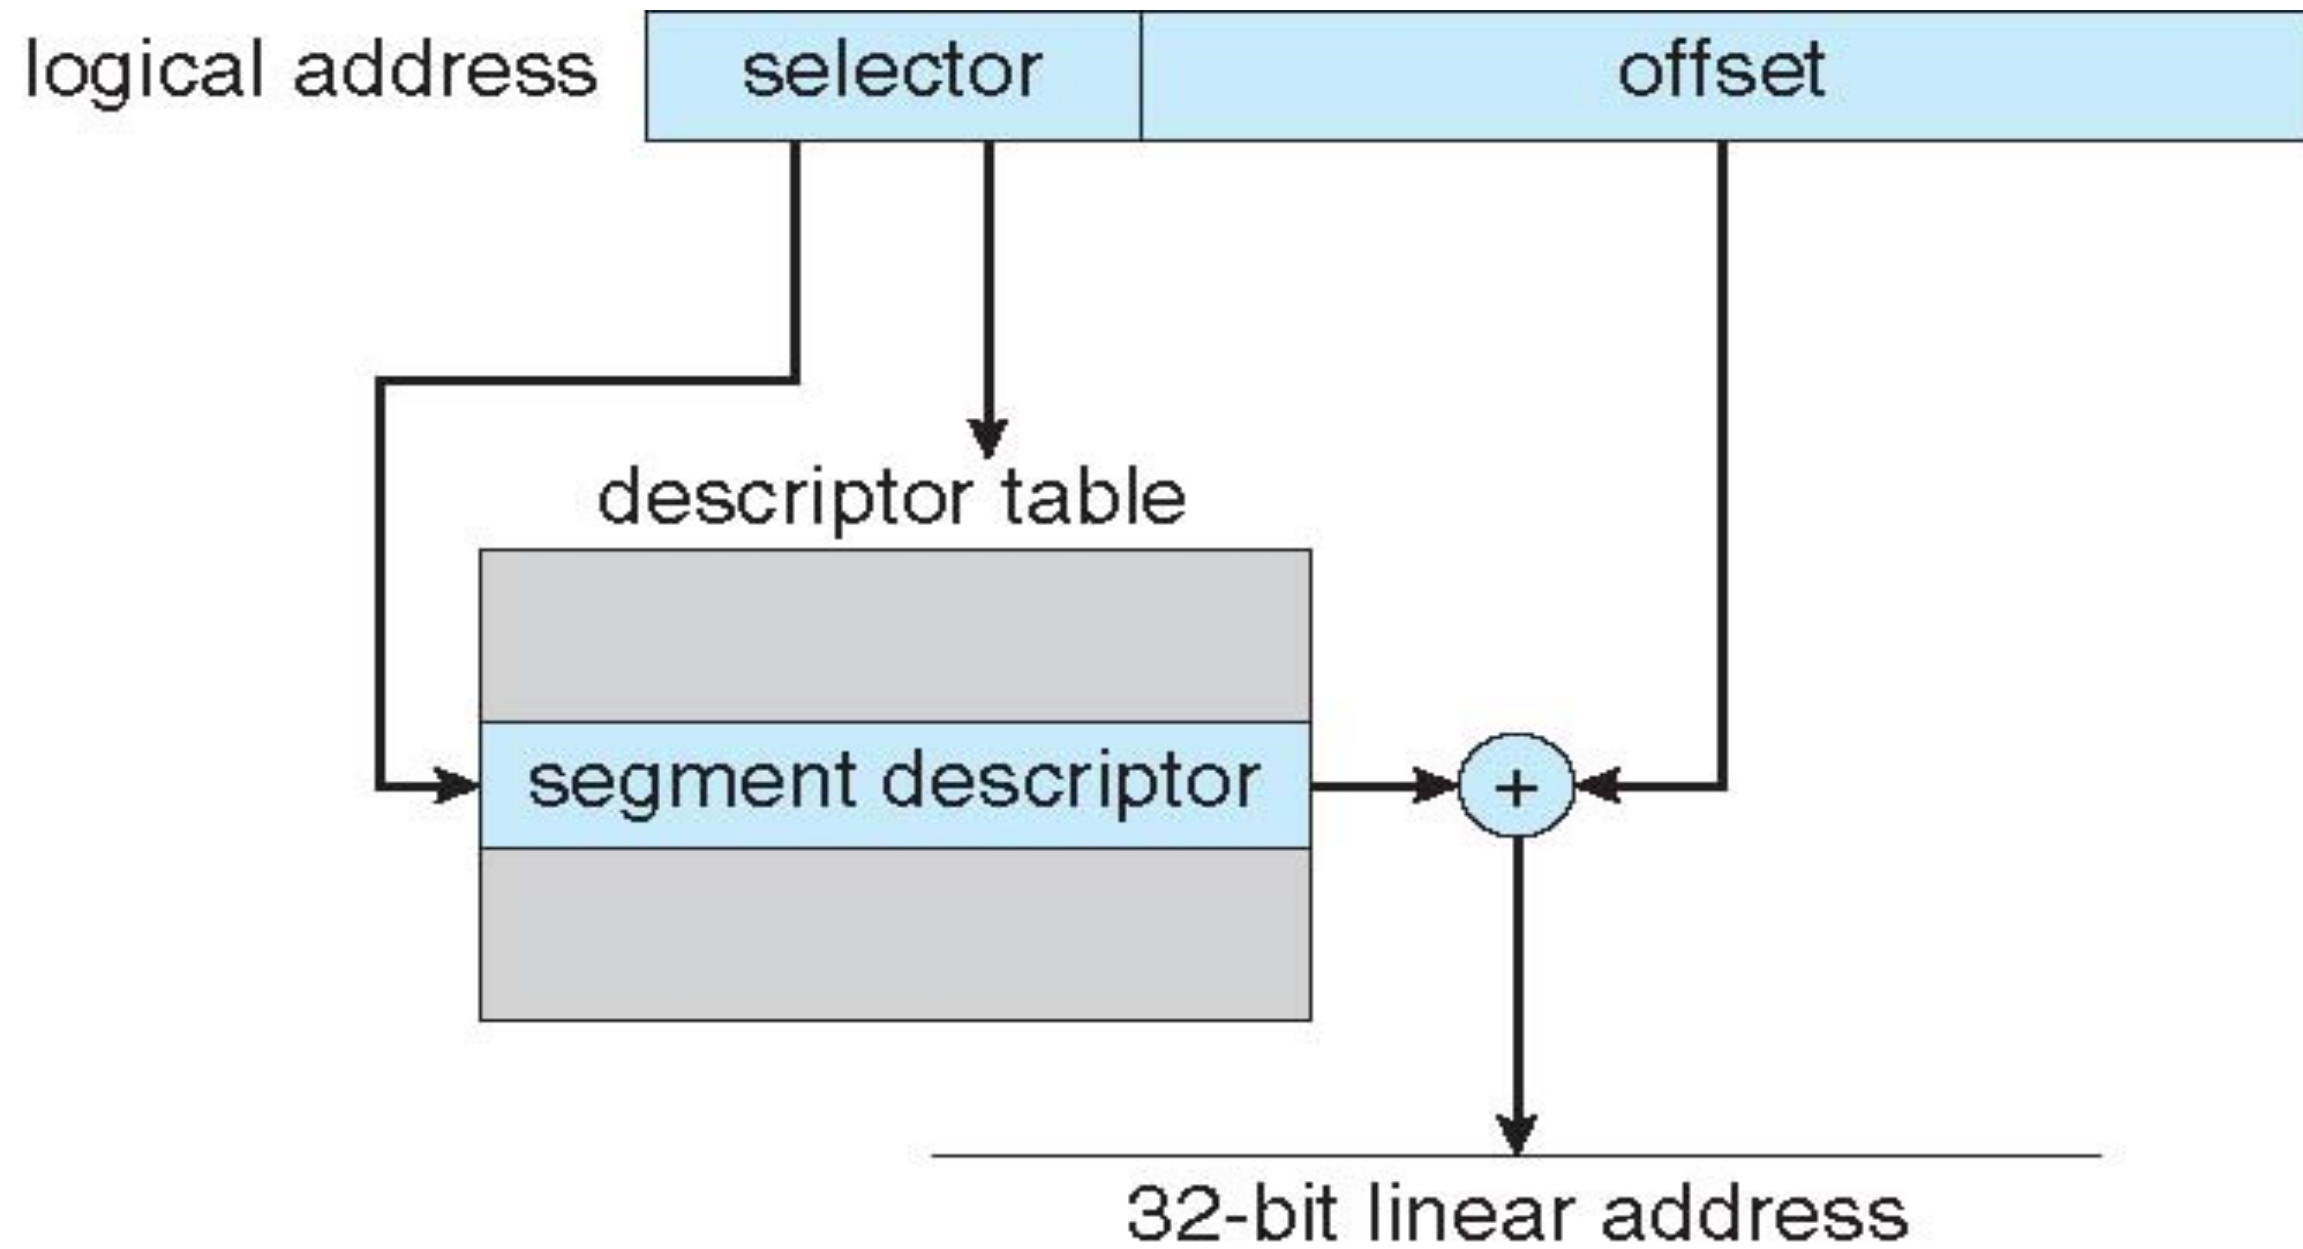 logical address selector offset
descriptor table
segment descriptor +
32-bit linear address